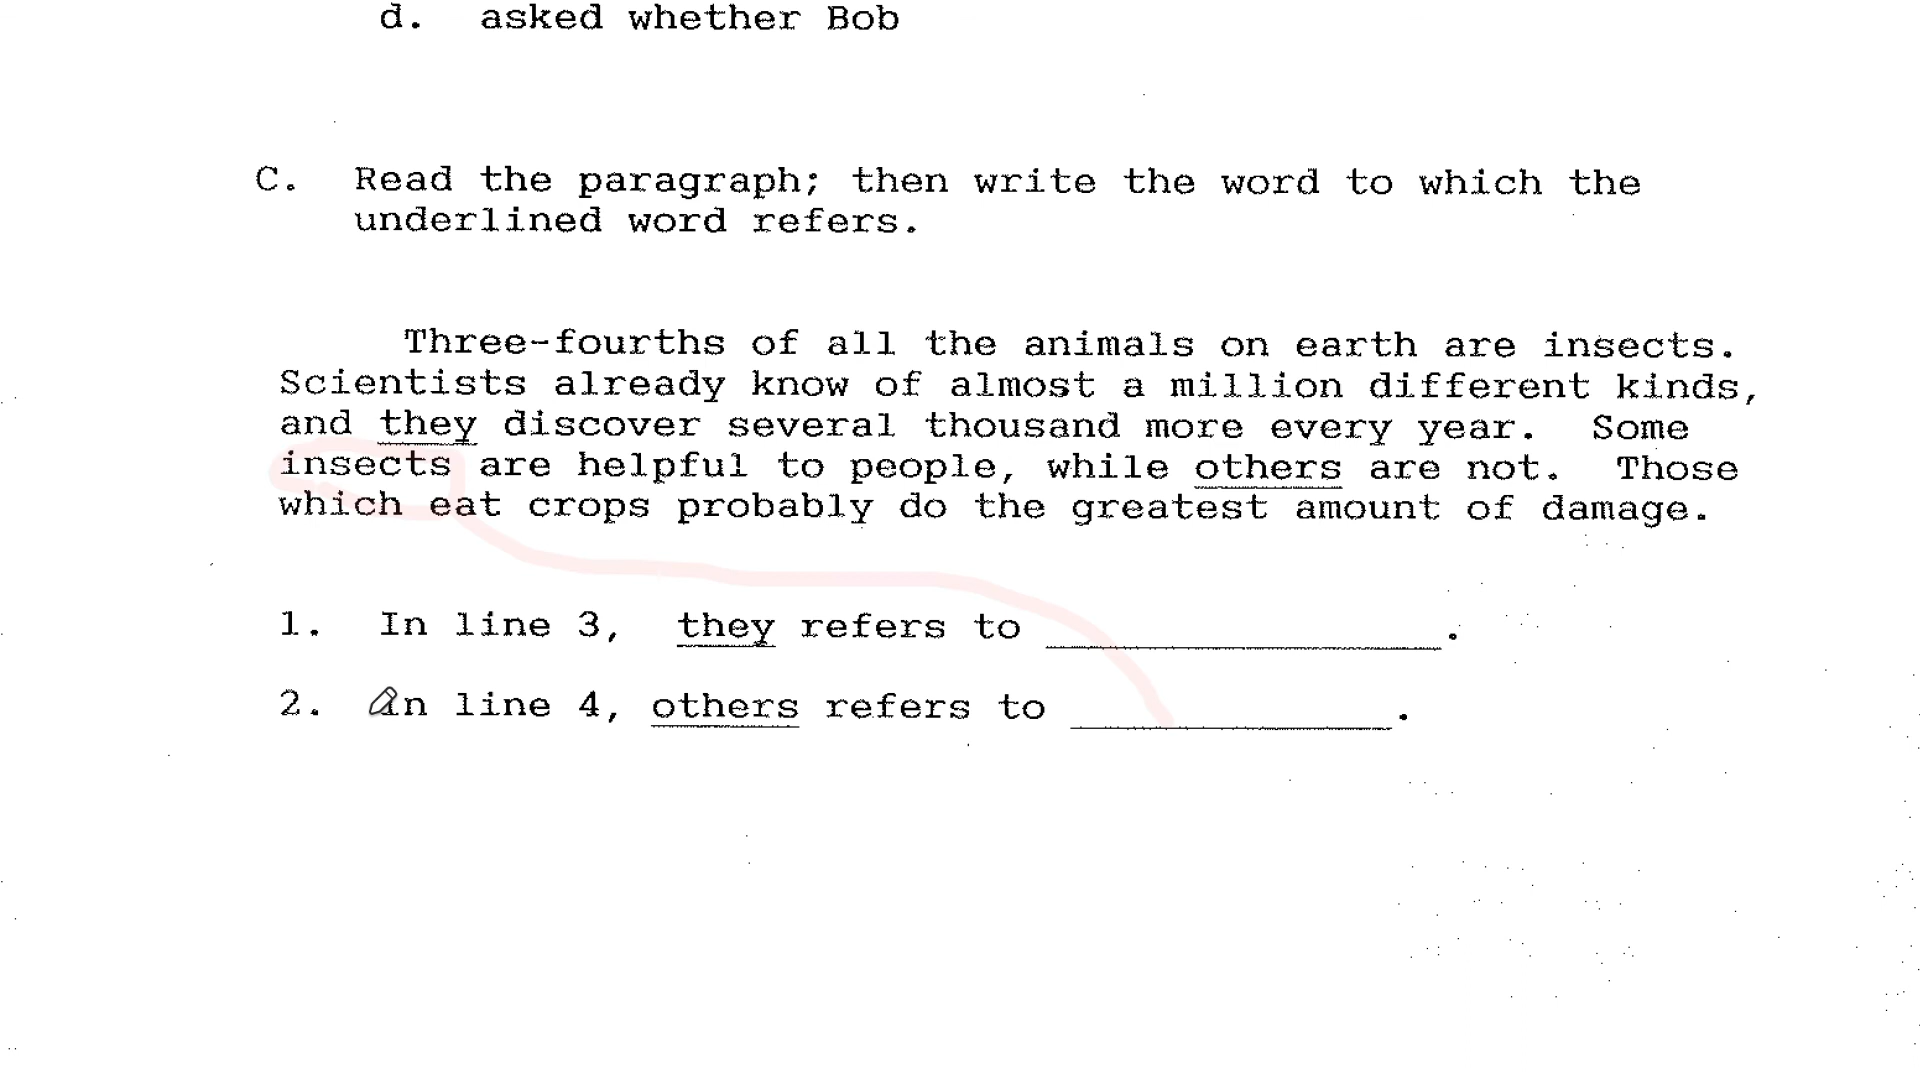 d. asked whether Bob
C. Read the paragraph; then write the word to which the
underlined word refers.
Three-fourths of all the animals on earth are insects.
Scientists already know of almost a million different kinds,
and they discover several thousand more every year. Some
insects are helpful to people, while others are not. Those
which eat crops probably do the greatest amount of damage.
1. In line 3, they refers to ____________.
2. In line 4, others refers to ____________.